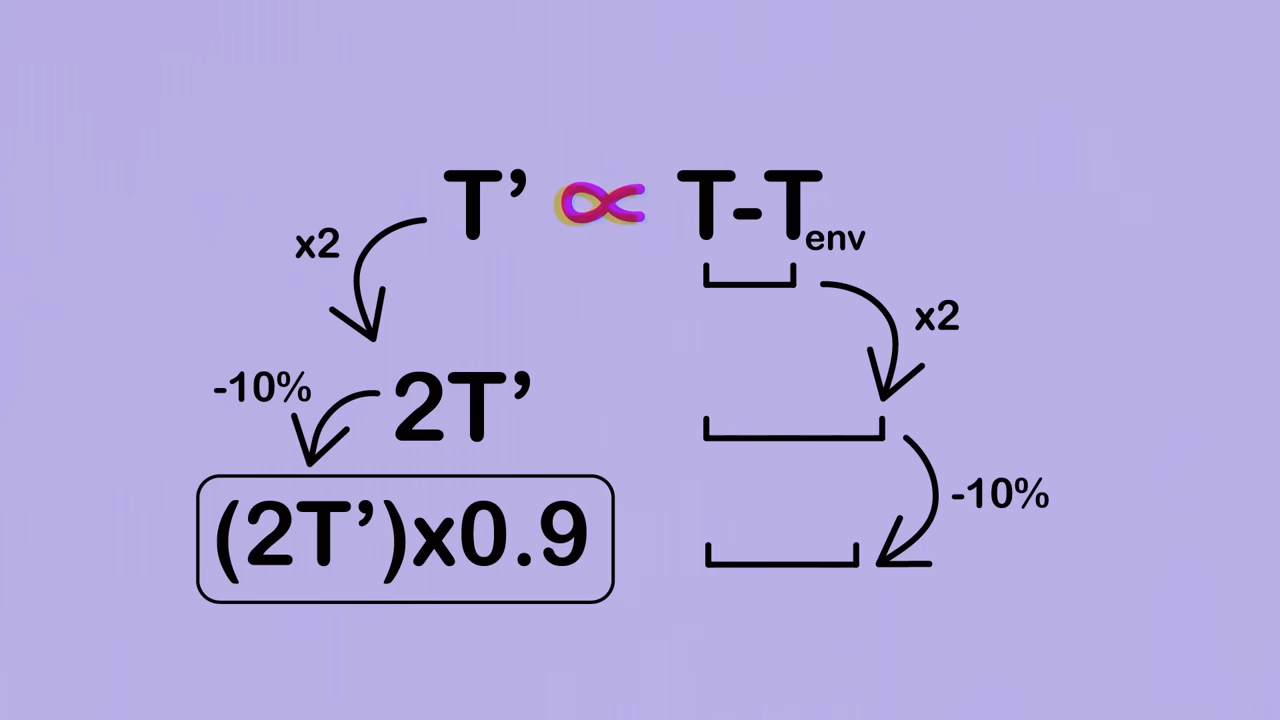 T’ ∝ T-Tenv
x2
x2
-10%
2T’
-10%
(2T’)x0.9